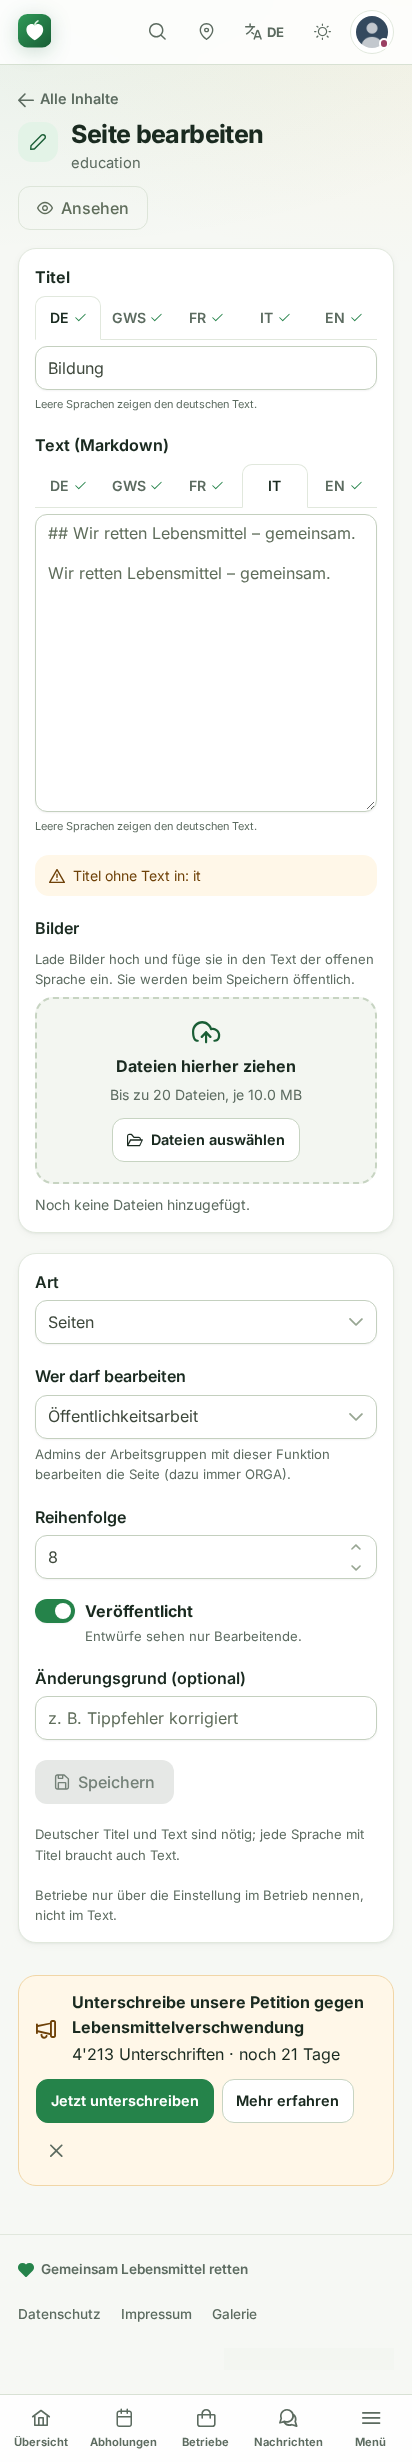 DE
Alle Inhalte
Seite bearbeiten
education
Ansehen
Titel
DE GWS FR IT EN
Bildung
Leere Sprachen zeigen den deutschen Text.
Text (Markdown)
DE GWS FR IT EN
## Wir retten Lebensmittel – gemeinsam.
Wir retten Lebensmittel – gemeinsam.
Leere Sprachen zeigen den deutschen Text.
Titel ohne Text in: it
Bilder
Lade Bilder hoch und füge sie in den Text der offenen
Sprache ein. Sie werden beim Speichern öffentlich.
Dateien hierher ziehen
Bis zu 20 Dateien, je 10.0 MB
Dateien auswählen
Noch keine Dateien hinzugefügt.
Art
Seiten
Wer darf bearbeiten
Öffentlichkeitsarbeit
Admins der Arbeitsgruppen mit dieser Funktion
bearbeiten die Seite (dazu immer ORGA).
Reihenfolge
8
Veröffentlicht
Entwürfe sehen nur Bearbeitende.
Änderungsgrund (optional)
z. B. Tippfehler korrigiert
Speichern
Deutscher Titel und Text sind nötig; jede Sprache mit
Titel braucht auch Text.
Betriebe nur über die Einstellung im Betrieb nennen,
nicht im Text.
Unterschreibe unsere Petition gegen
Lebensmittelverschwendung
4'213 Unterschriften · noch 21 Tage
Jetzt unterschreiben Mehr erfahren
Gemeinsam Lebensmittel retten
Datenschutz Impressum Galerie
Übersicht Abholungen Betriebe Nachrichten Menü